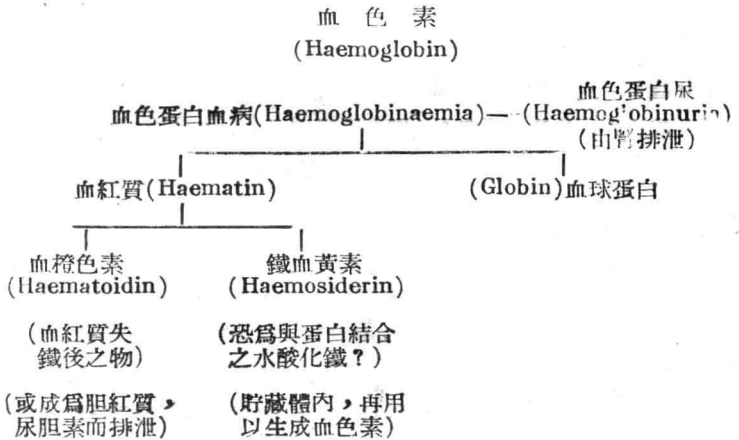 血色素
(Haemoglobin)
血色蛋白尿
血色蛋白血病(Haemoglobinaemia)—(Haemoglobinuria)
(由腎排泄)
血紅質(Haematin)
(Globin)血球蛋白
血橙色素
(Haematoidin)
鐵血黃素
(Haemosiderin)
(血紅質失
鐵後之物)
(恐爲與蛋白結合
之水酸化鐵?)
(或成爲胆紅質,
尿胆素而排泄)
(貯藏體內,再用
以生成血色素)